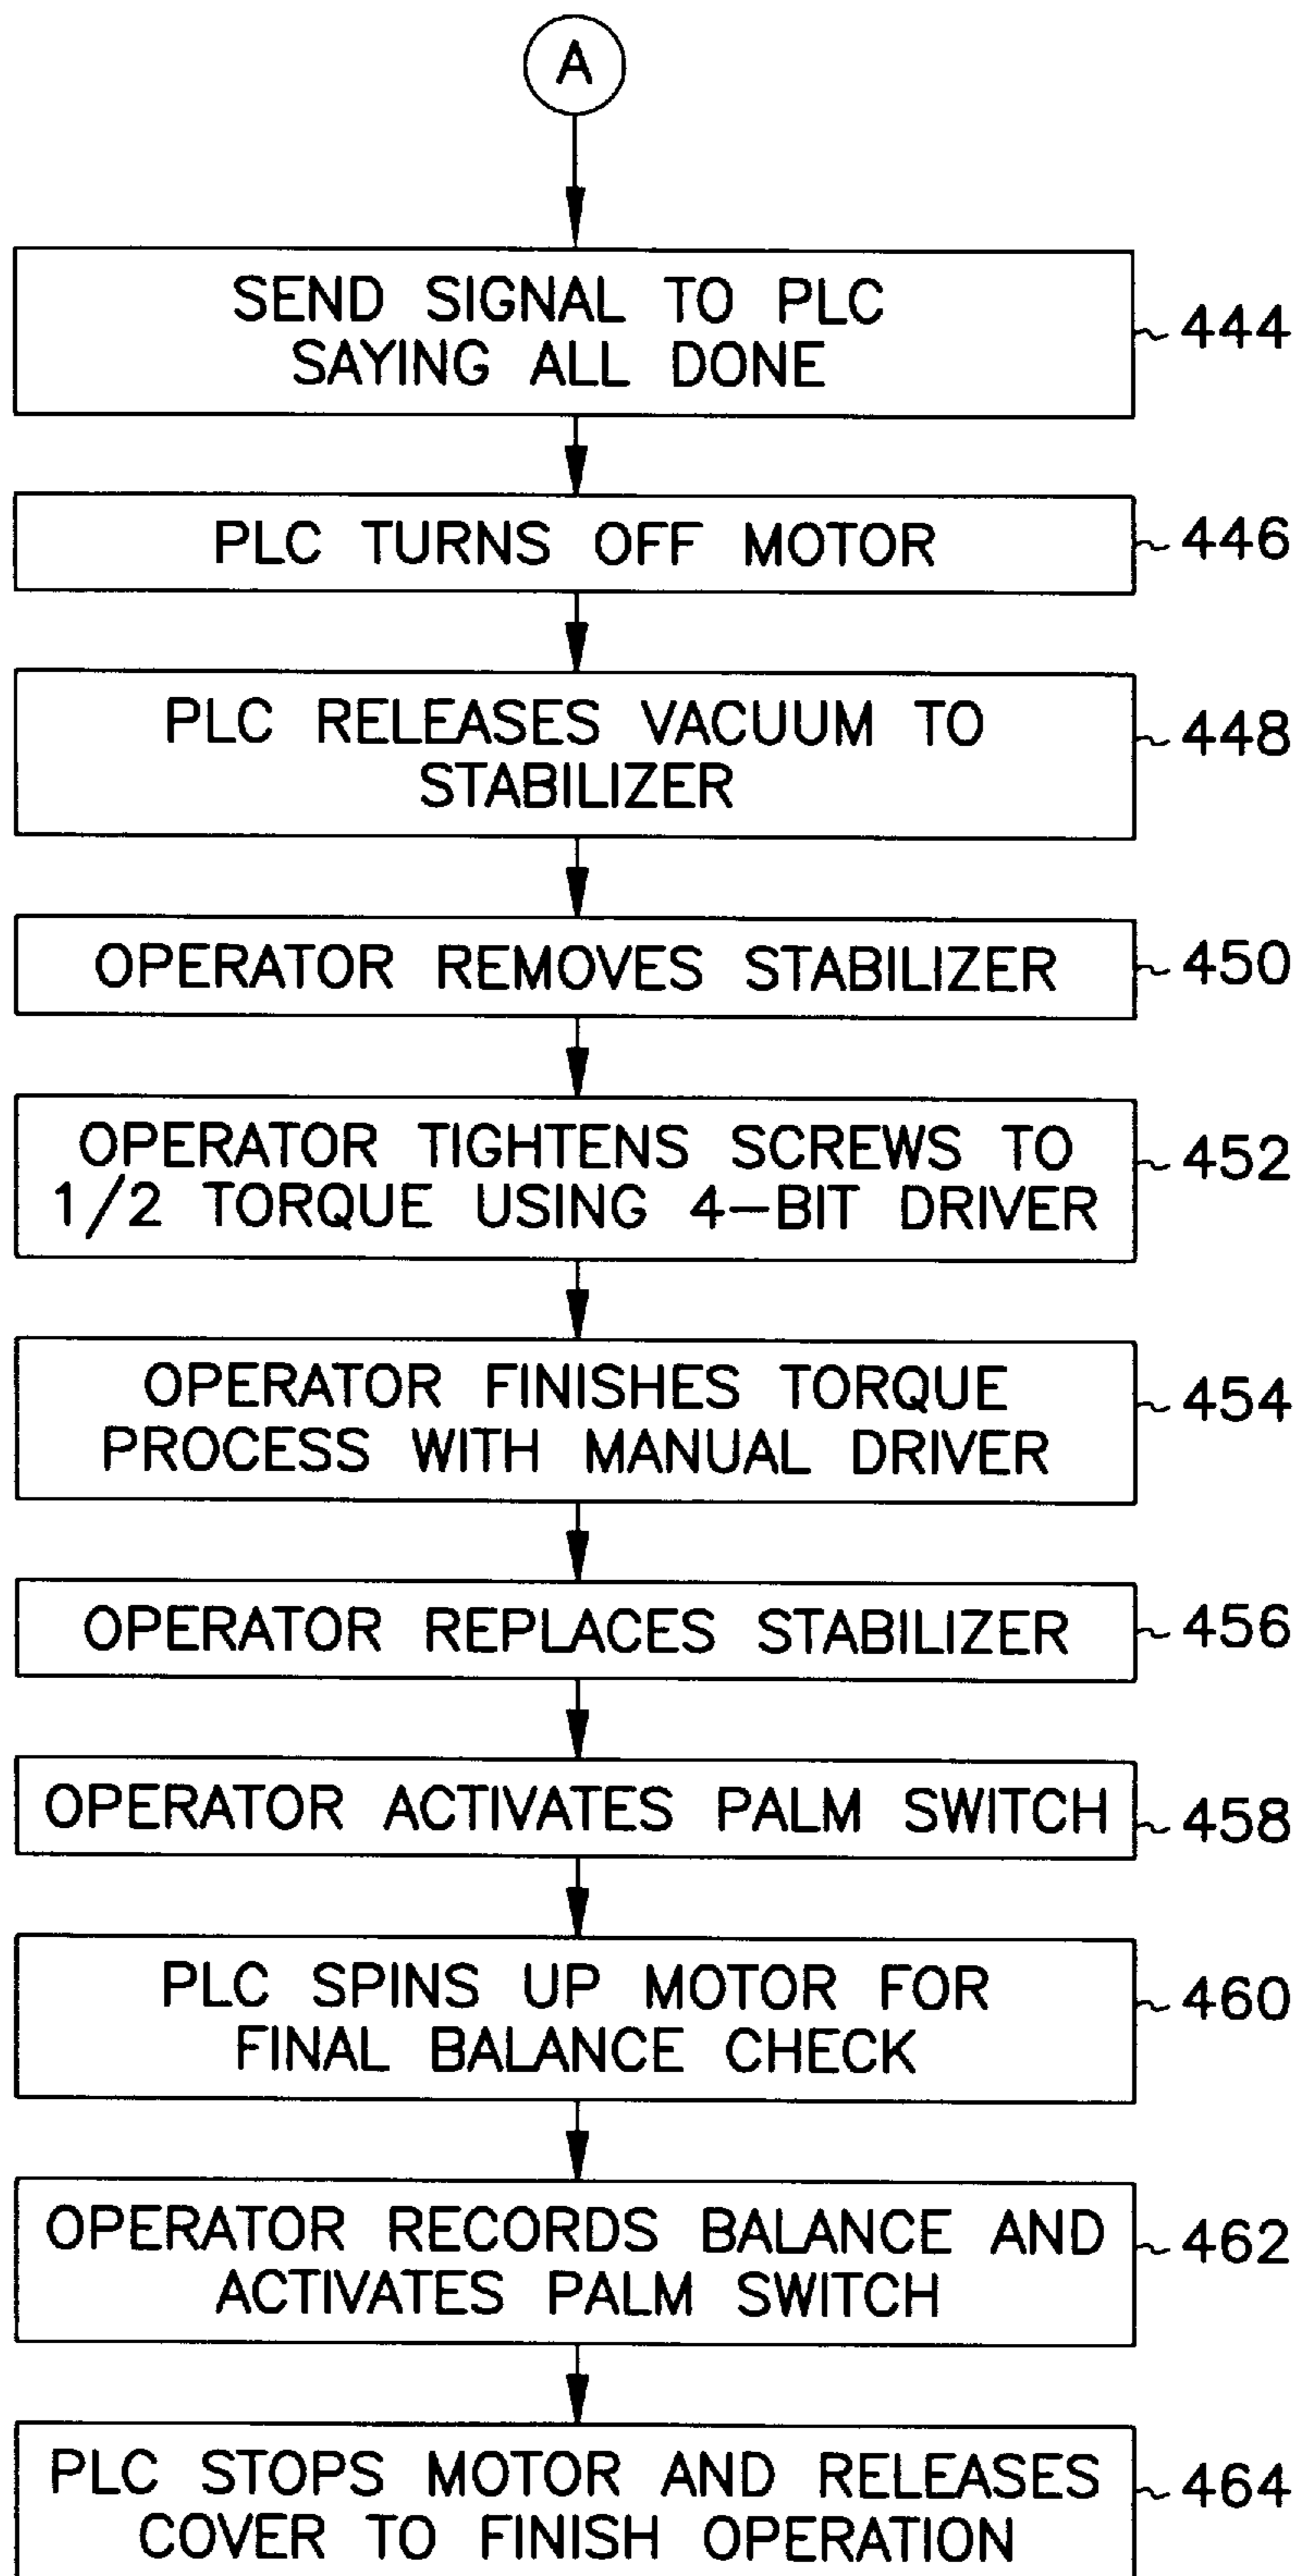 A
SEND SIGNAL TO PLC
SAYING ALL DONE
444
PLC TURNS OFF MOTOR
446
PLC RELEASES VACUUM TO
STABILIZER
448
OPERATOR REMOVES STABILIZER
450
OPERATOR TIGHTENS SCREWS TO
1/2 TORQUE USING 4-BIT DRIVER
452
OPERATOR FINISHES TORQUE
PROCESS WITH MANUAL DRIVER
454
OPERATOR REPLACES STABILIZER
456
OPERATOR ACTIVATES PALM SWITCH
458
PLC SPINS UP MOTOR FOR
FINAL BALANCE CHECK
460
OPERATOR RECORDS BALANCE AND
ACTIVATES PALM SWITCH
462
PLC STOPS MOTOR AND RELEASES
COVER TO FINISH OPERATION
464